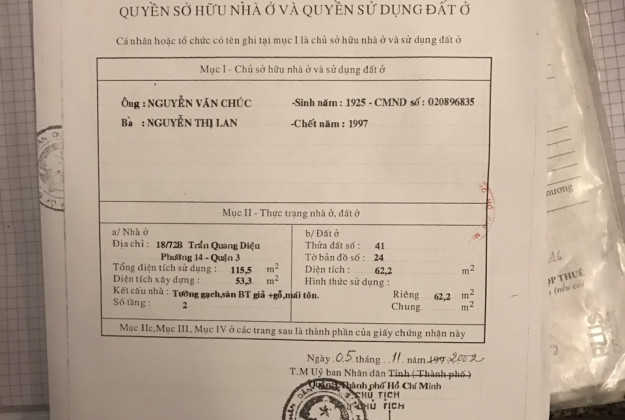 QUYỀN SỞ HỮU NHÀ Ở VÀ QUYỀN SỬ DỤNG ĐẤT Ở
Cá nhân hoặc tổ chức có tên ghi tại mục I là chủ sở hữu nhà ở và sử dụng đất ở
Mục I - Chủ sở hữu nhà ở và sử dụng đất ở
Ông : NGUYỄN VĂN CHÚC -Sinh năm : 1925 - CMND số : 020896835
Bà : NGUYỄN THỊ LAN -Chết năm : 1997
Mục II - Thực trạng nhà ở, đất ở
a/ Nhà ở
Địa chỉ : 18/72B Trần Quang Diệu
Phường 14 - Quận 3
Tổng diện tích sử dụng : 115,5 m2
Diện tích xây dựng : 53,3 m2
Kết cấu nhà : Tường gạch,sàn BT giả +gỗ,mái tôn.
Số tầng : 2
b/ Đất ở
Thửa đất số : 41
Tờ bản đồ số : 24
Diện tích : 62,2 m2
Hình thức sử dụng :
Riêng 62,2 m2
Chung m2
Mục IIc,Mục III, Mục IV ở các trang sau là thành phần của giấy chứng nhận này
Ngày 05 tháng 11 năm 199 2002
T.M Uỷ ban Nhân dân Tỉnh ( Thành phố )
Quận Thành phố Hồ Chí Minh
CHỦ TỊCH
CHỦ TỊCH
ỢP THUẾ
(nếu có)